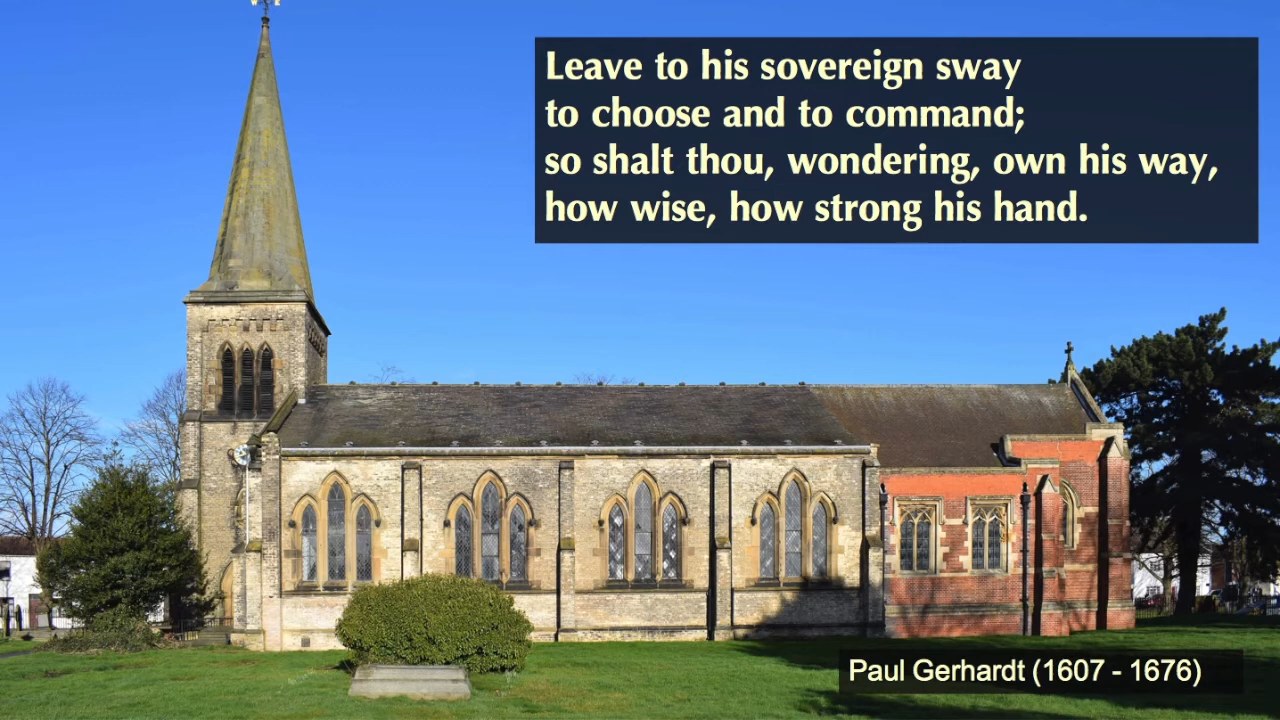 Leave to his sovereign sway
to choose and to command;
so shalt thou, wondering, own his way,
how wise, how strong his hand.
Paul Gerhardt (1607 - 1676)